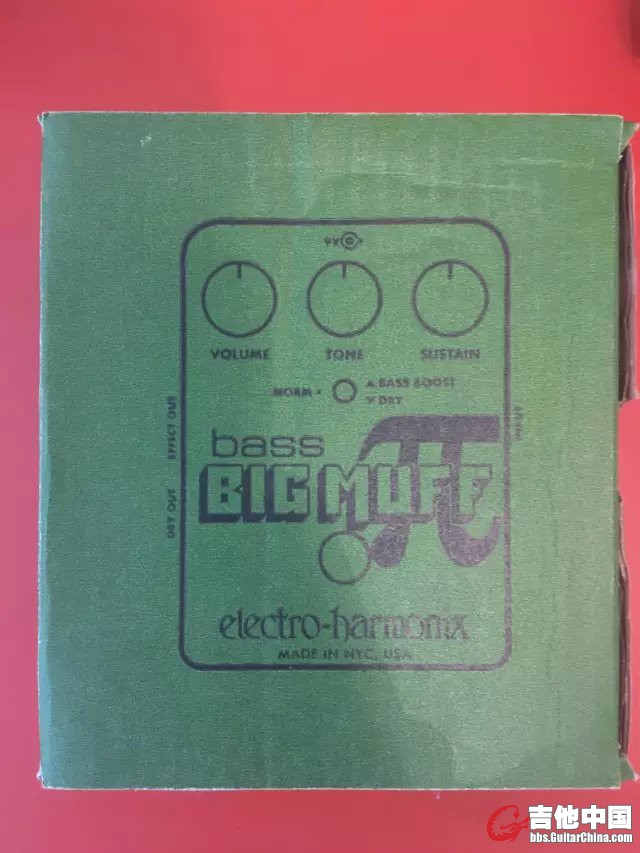 9V
VOLUME TONE SUSTAIN
NORM
BASS BOOST
DRY
EFFECT OUT
DRY OUT
bass
BIG MUFF
π
electro-harmonix
MADE IN NYC, USA
吉他中国
bbs.GuitarChina.com